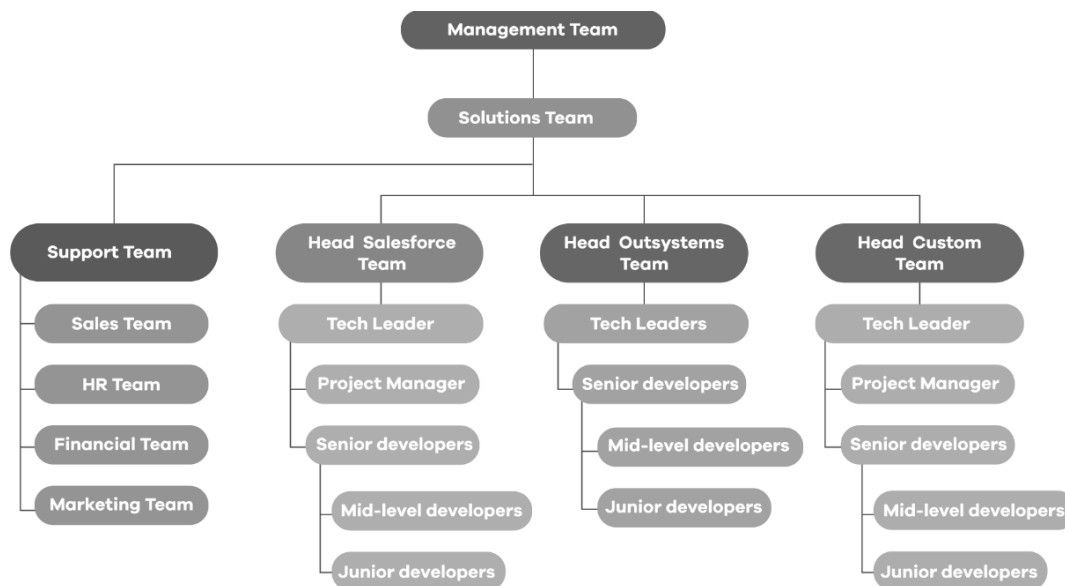 Management Team
Solutions Team
Support Team
Sales Team
HR Team
Financial Team
Marketing Team
Head Salesforce
Team
Tech Leader
Project Manager
Senior developers
Mid-level developers
Junior developers
Head Outsystems
Team
Tech Leaders
Senior developers
Mid-level developers
Junior developers
Head Custom
Team
Tech Leader
Project Manager
Senior developers
Mid-level developers
Junior developers